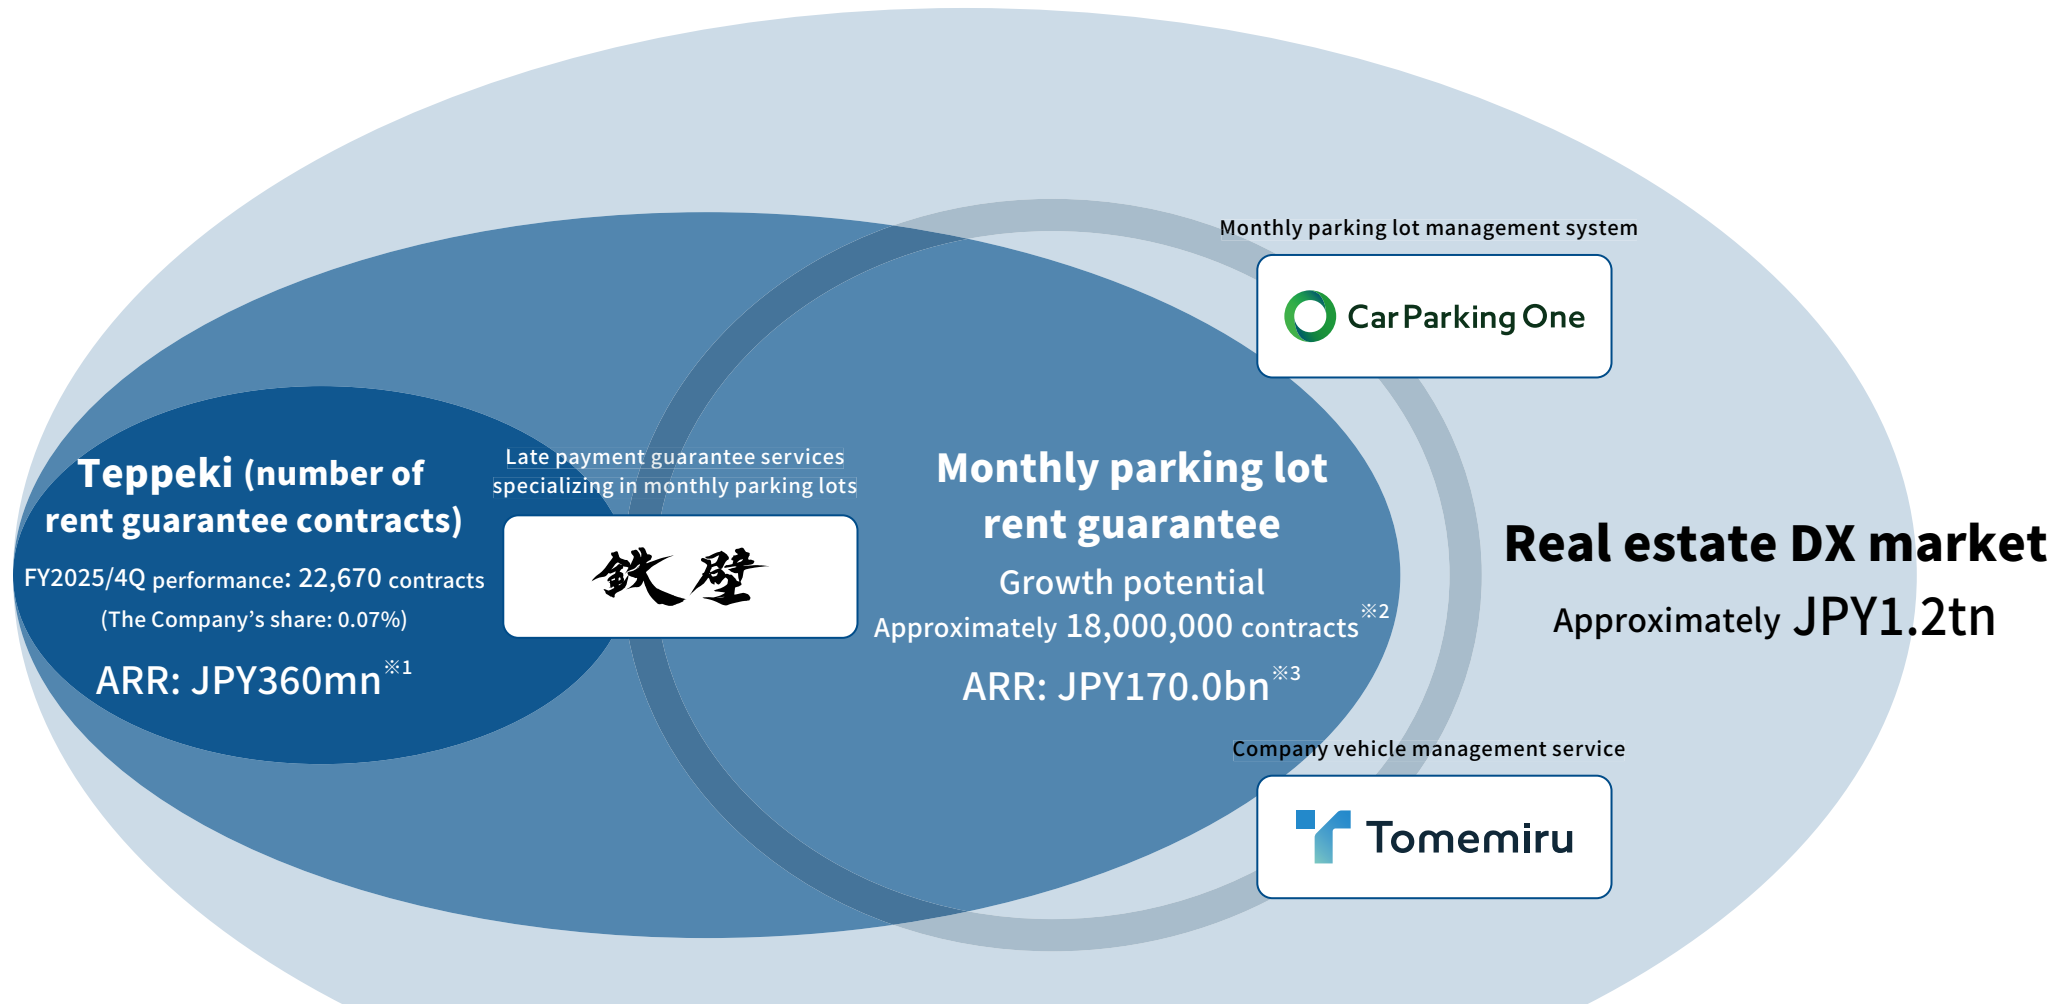 Monthly parking lot management system
CarParking One
Teppeki (number of
rent guarantee contracts)
FY2025/4Q performance: 22,670 contracts
(The Company’s share: 0.07%)
ARR: JPY360mn※1
Late payment guarantee services
specializing in monthly parking lots
鉄壁
Monthly parking lot
rent guarantee
Growth potential
Approximately 18,000,000 contracts※2
ARR: JPY170.0bn※3
Real estate DX market
Approximately JPY1.2tn
Company vehicle management service
Tomemiru